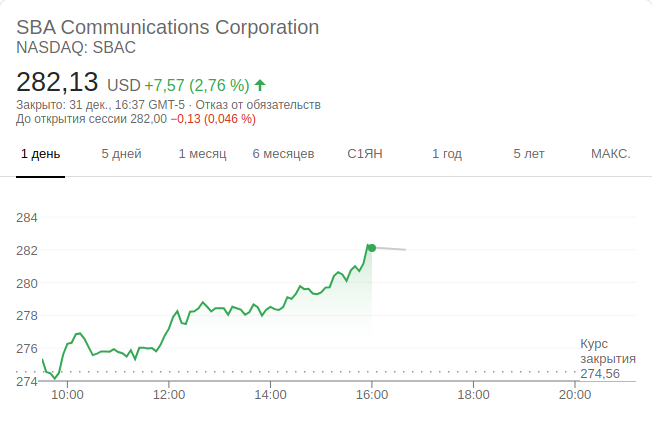 SBA Communications Corporation
NASDAQ: SBAC
282,13 USD +7,57 (2,76 %)
Закрыто: 31 дек., 16:37 GMT-5 · Отказ от обязательств
До открытия сессии 282,00 −0,13 (0,046 %)
1 день 5 дней 1 месяц 6 месяцев С1ЯН 1 год 5 лет МАКС.
284
282
280
278
276
274
Курс
закрытия
274,56
10:00 12:00 14:00 16:00 18:00 20:00